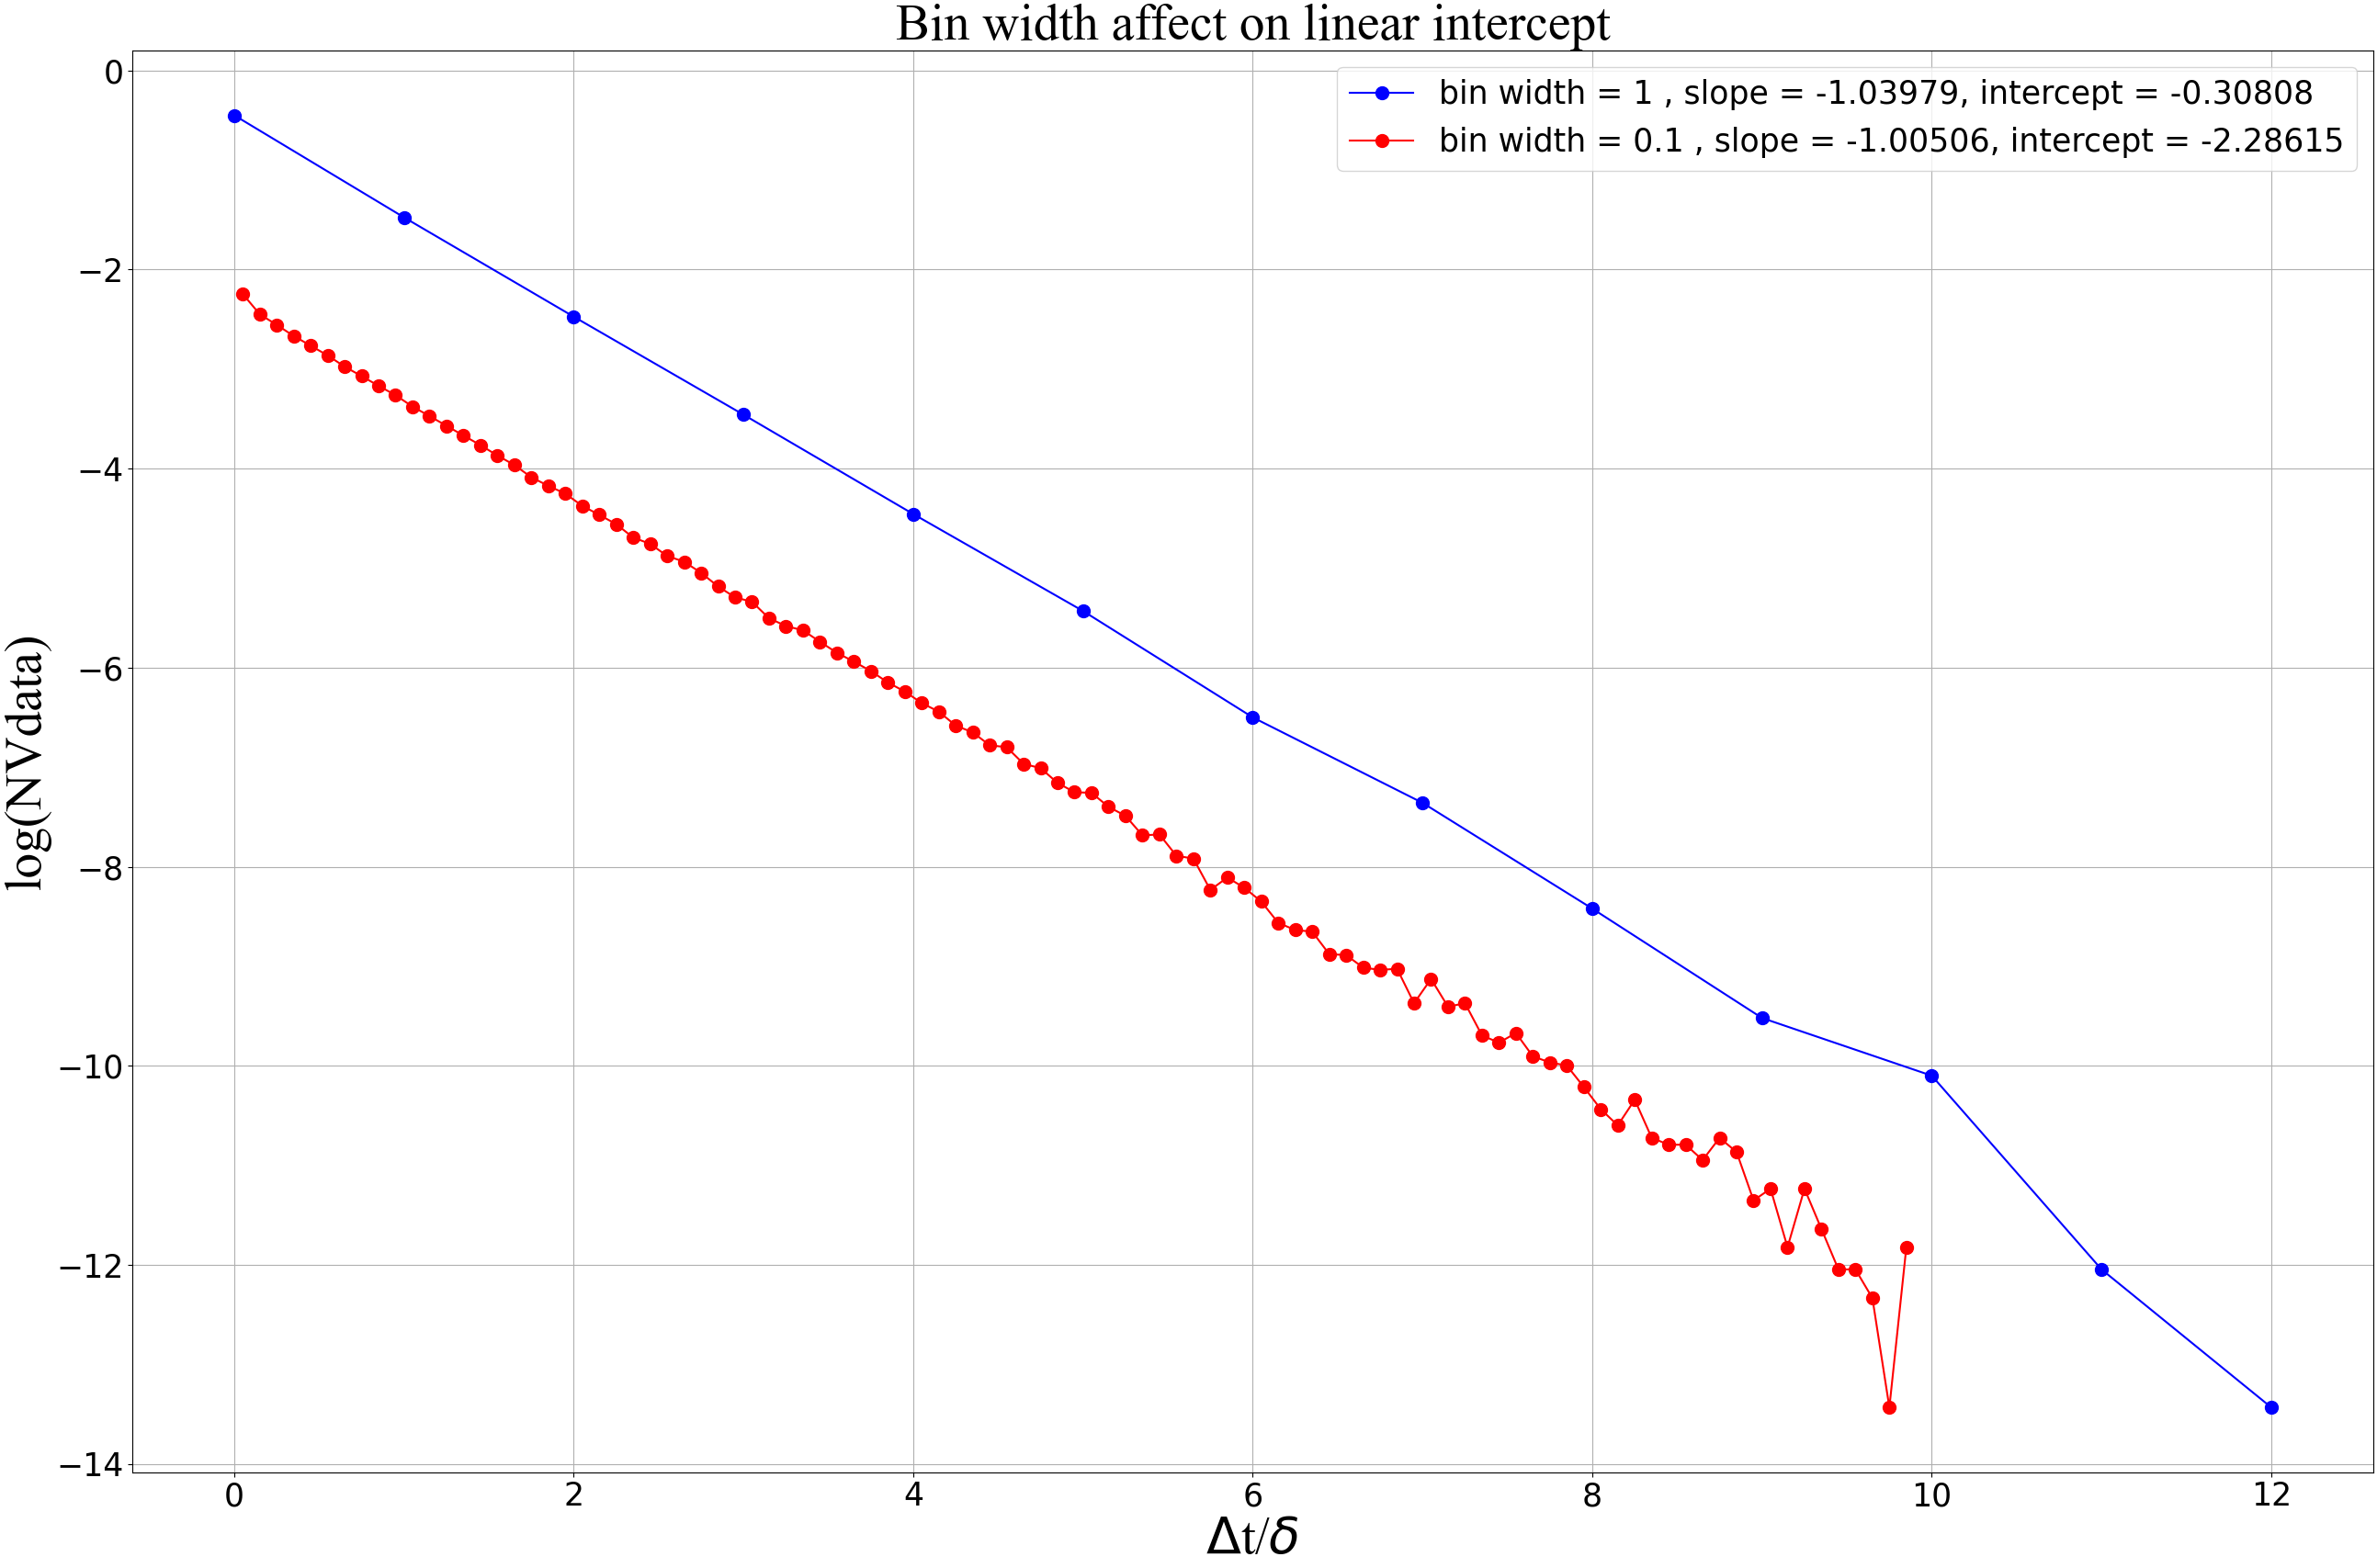 Bin width affect on linear intercept
bin width = 1 , slope = -1.03979, intercept = -0.30808
bin width = 0.1 , slope = -1.00506, intercept = -2.28615
log(NVdata)
0
−2
−4
−6
−8
−10
−12
−14
0 2 4 6 8 10 12
Δt/δ